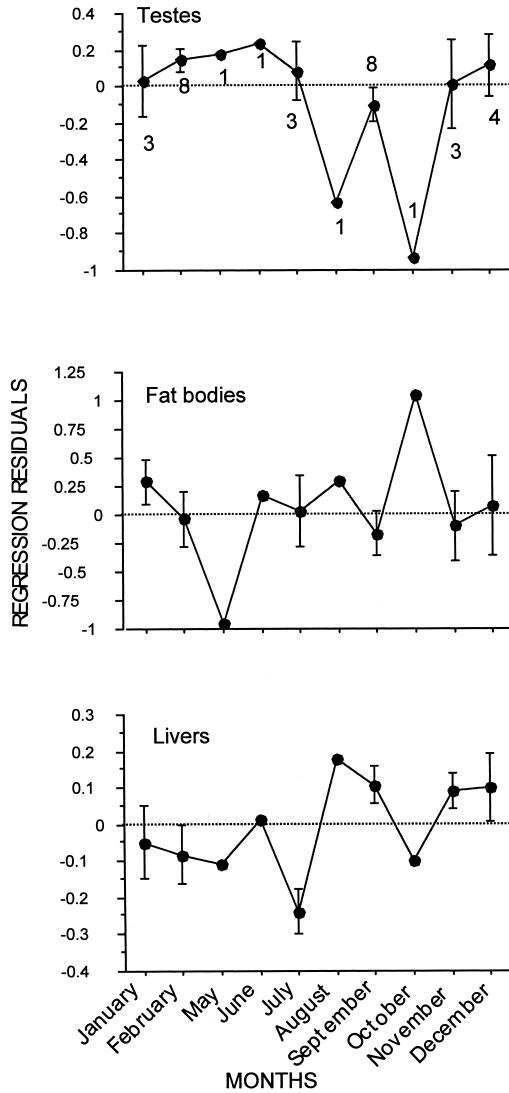 Testes
0.4
0.2
0
-0.2
-0.4
-0.6
-0.8
-1
3
8
1
1
3
1
8
1
3
4
REGRESSION RESIDUALS
Fat bodies
1.25
1
0.75
0.5
0.25
0
-0.25
-0.5
-0.75
-1
Livers
0.3
0.2
0.1
0
-0.1
-0.2
-0.3
-0.4
January
February
May
June
July
August
September
October
November
December
MONTHS